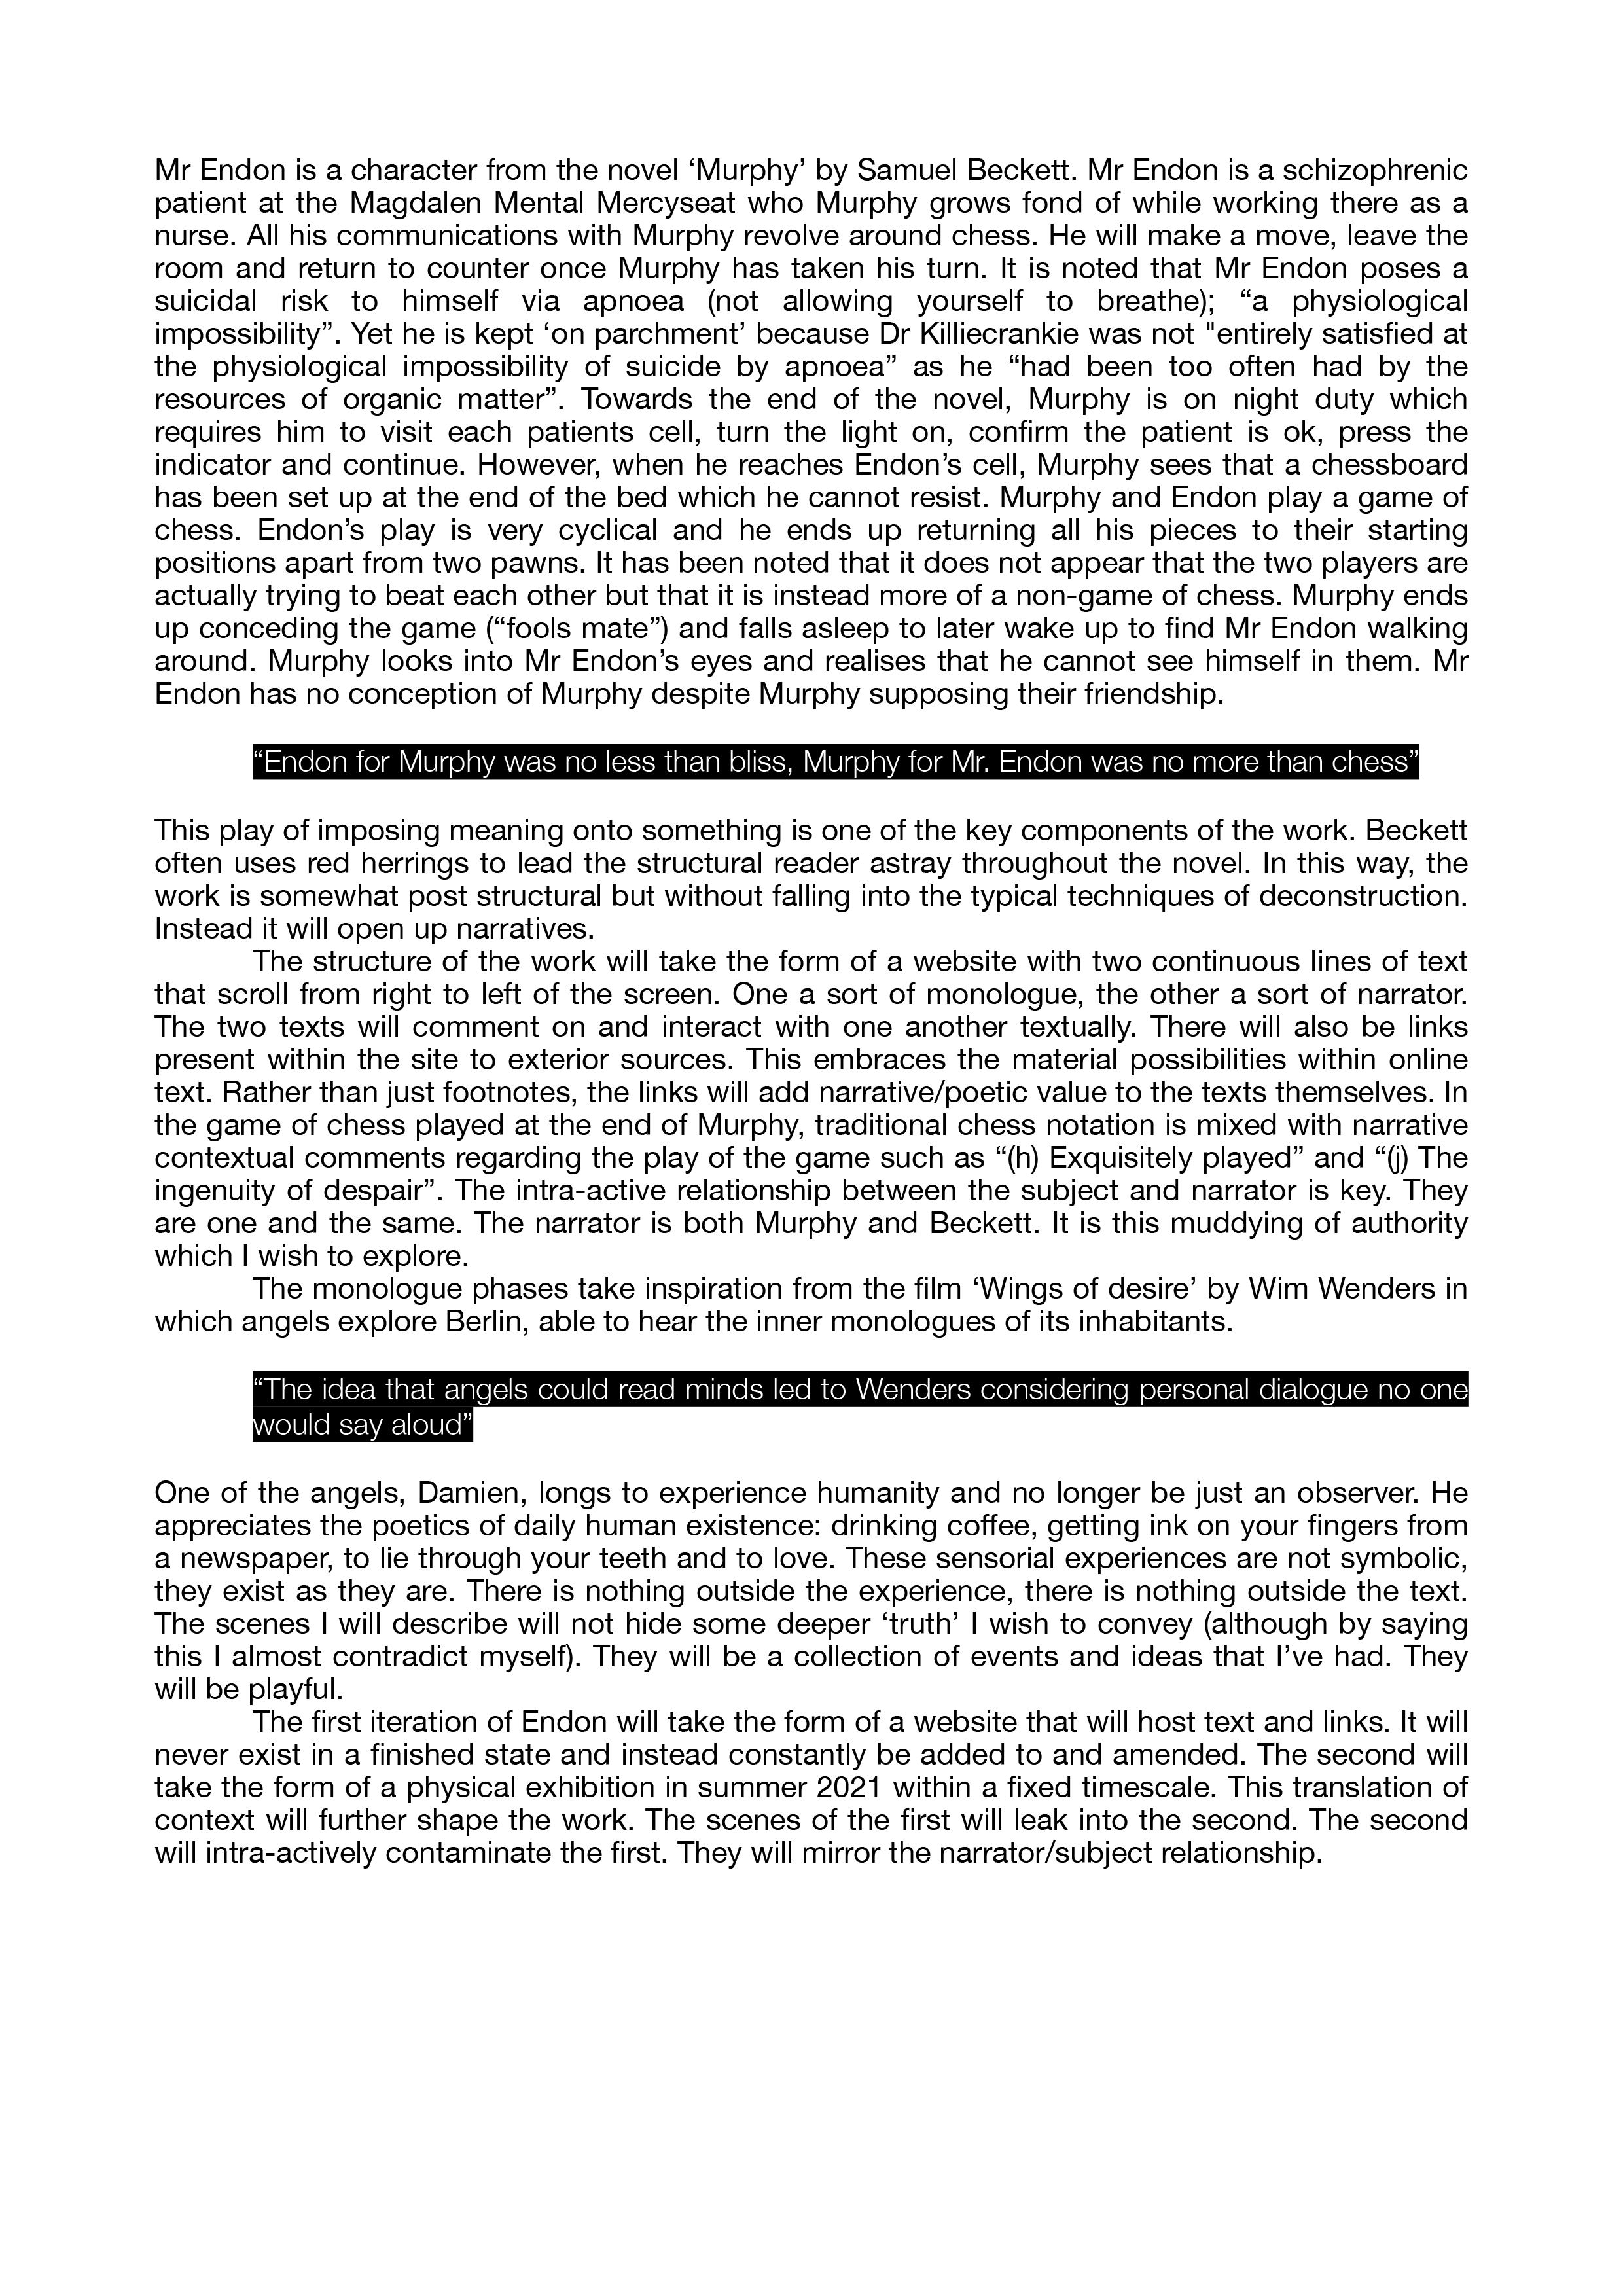 Mr Endon is a character from the novel ‘Murphy’ by Samuel Beckett. Mr Endon is a schizophrenic
patient at the Magdalen Mental Mercyseat who Murphy grows fond of while working there as a
nurse. All his communications with Murphy revolve around chess. He will make a move, leave the
room and return to counter once Murphy has taken his turn. It is noted that Mr Endon poses a
suicidal risk to himself via apnoea (not allowing yourself to breathe); “a physiological
impossibility”. Yet he is kept ‘on parchment’ because Dr Killiecrankie was not "entirely satisfied at
the physiological impossibility of suicide by apnoea” as he “had been too often had by the
resources of organic matter”. Towards the end of the novel, Murphy is on night duty which
requires him to visit each patients cell, turn the light on, confirm the patient is ok, press the
indicator and continue. However, when he reaches Endon’s cell, Murphy sees that a chessboard
has been set up at the end of the bed which he cannot resist. Murphy and Endon play a game of
chess. Endon’s play is very cyclical and he ends up returning all his pieces to their starting
positions apart from two pawns. It has been noted that it does not appear that the two players are
actually trying to beat each other but that it is instead more of a non-game of chess. Murphy ends
up conceding the game (“fools mate”) and falls asleep to later wake up to find Mr Endon walking
around. Murphy looks into Mr Endon’s eyes and realises that he cannot see himself in them. Mr
Endon has no conception of Murphy despite Murphy supposing their friendship.
“Endon for Murphy was no less than bliss, Murphy for Mr. Endon was no more than chess”
This play of imposing meaning onto something is one of the key components of the work. Beckett
often uses red herrings to lead the structural reader astray throughout the novel. In this way, the
work is somewhat post structural but without falling into the typical techniques of deconstruction.
Instead it will open up narratives.
The structure of the work will take the form of a website with two continuous lines of text
that scroll from right to left of the screen. One a sort of monologue, the other a sort of narrator.
The two texts will comment on and interact with one another textually. There will also be links
present within the site to exterior sources. This embraces the material possibilities within online
text. Rather than just footnotes, the links will add narrative/poetic value to the texts themselves. In
the game of chess played at the end of Murphy, traditional chess notation is mixed with narrative
contextual comments regarding the play of the game such as “(h) Exquisitely played” and “(j) The
ingenuity of despair”. The intra-active relationship between the subject and narrator is key. They
are one and the same. The narrator is both Murphy and Beckett. It is this muddying of authority
which I wish to explore.
The monologue phases take inspiration from the film ‘Wings of desire’ by Wim Wenders in
which angels explore Berlin, able to hear the inner monologues of its inhabitants.
“The idea that angels could read minds led to Wenders considering personal dialogue no one
would say aloud”
One of the angels, Damien, longs to experience humanity and no longer be just an observer. He
appreciates the poetics of daily human existence: drinking coffee, getting ink on your fingers from
a newspaper, to lie through your teeth and to love. These sensorial experiences are not symbolic,
they exist as they are. There is nothing outside the experience, there is nothing outside the text.
The scenes I will describe will not hide some deeper ‘truth’ I wish to convey (although by saying
this I almost contradict myself). They will be a collection of events and ideas that I’ve had. They
will be playful.
The first iteration of Endon will take the form of a website that will host text and links. It will
never exist in a finished state and instead constantly be added to and amended. The second will
take the form of a physical exhibition in summer 2021 within a fixed timescale. This translation of
context will further shape the work. The scenes of the first will leak into the second. The second
will intra-actively contaminate the first. They will mirror the narrator/subject relationship.